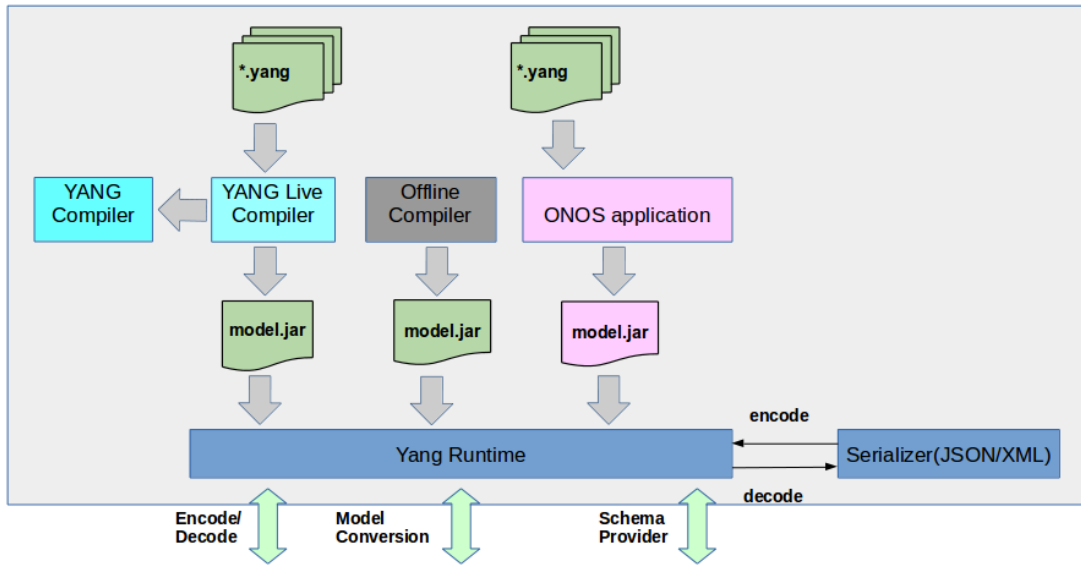 *.yang
*.yang
YANG
Compiler
YANG Live
Compiler
Offline
Compiler
ONOS application
model.jar
model.jar
model.jar
encode
Yang Runtime
Serializer(JSON/XML)
decode
Encode/
Decode
Model
Conversion
Schema
Provider